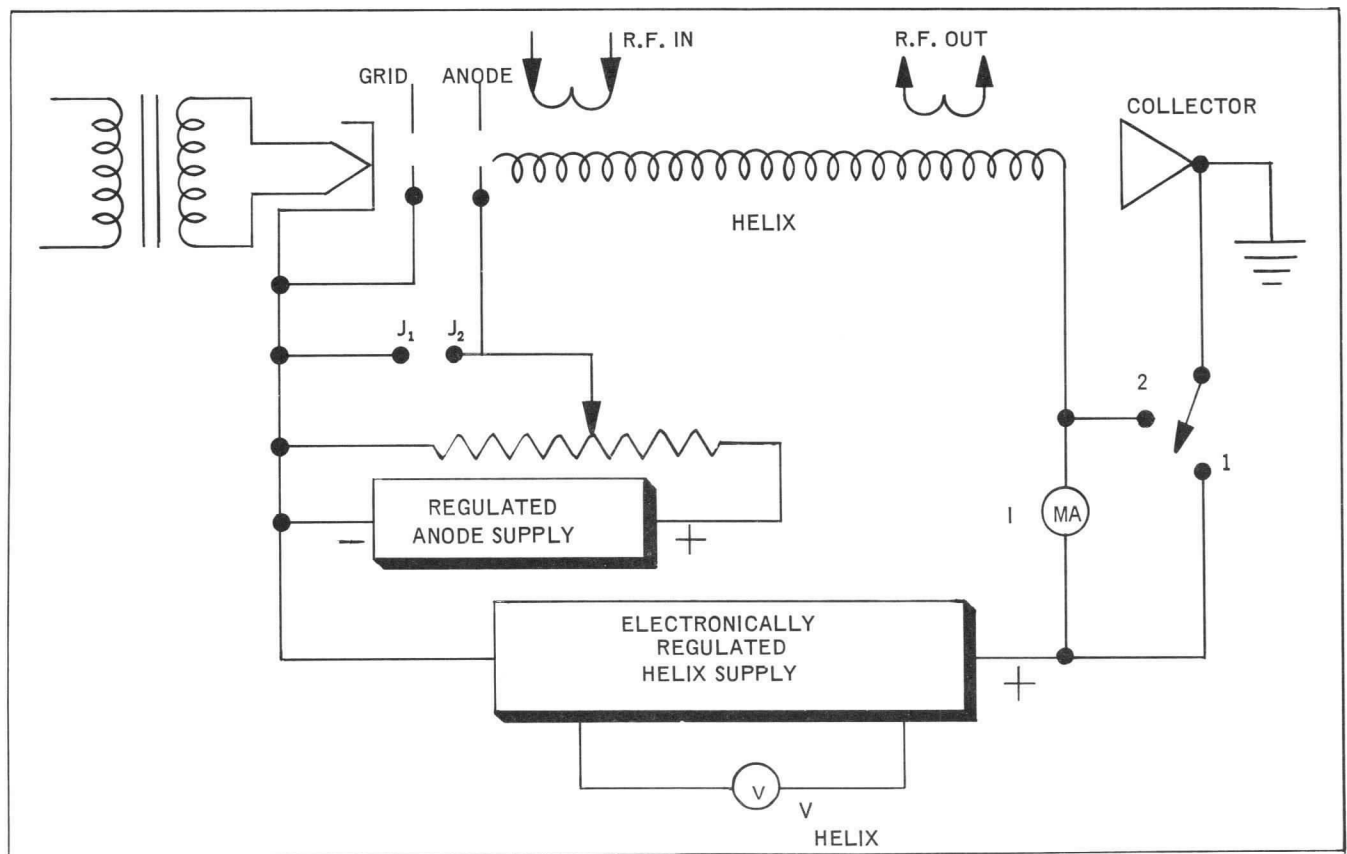 R.F. IN
R.F. OUT
GRID ANODE
COLLECTOR
HELIX
J₁ J₂
2
1
REGULATED
ANODE SUPPLY
- +
I MA
ELECTRONICALLY
REGULATED
HELIX SUPPLY
+
V
V
HELIX